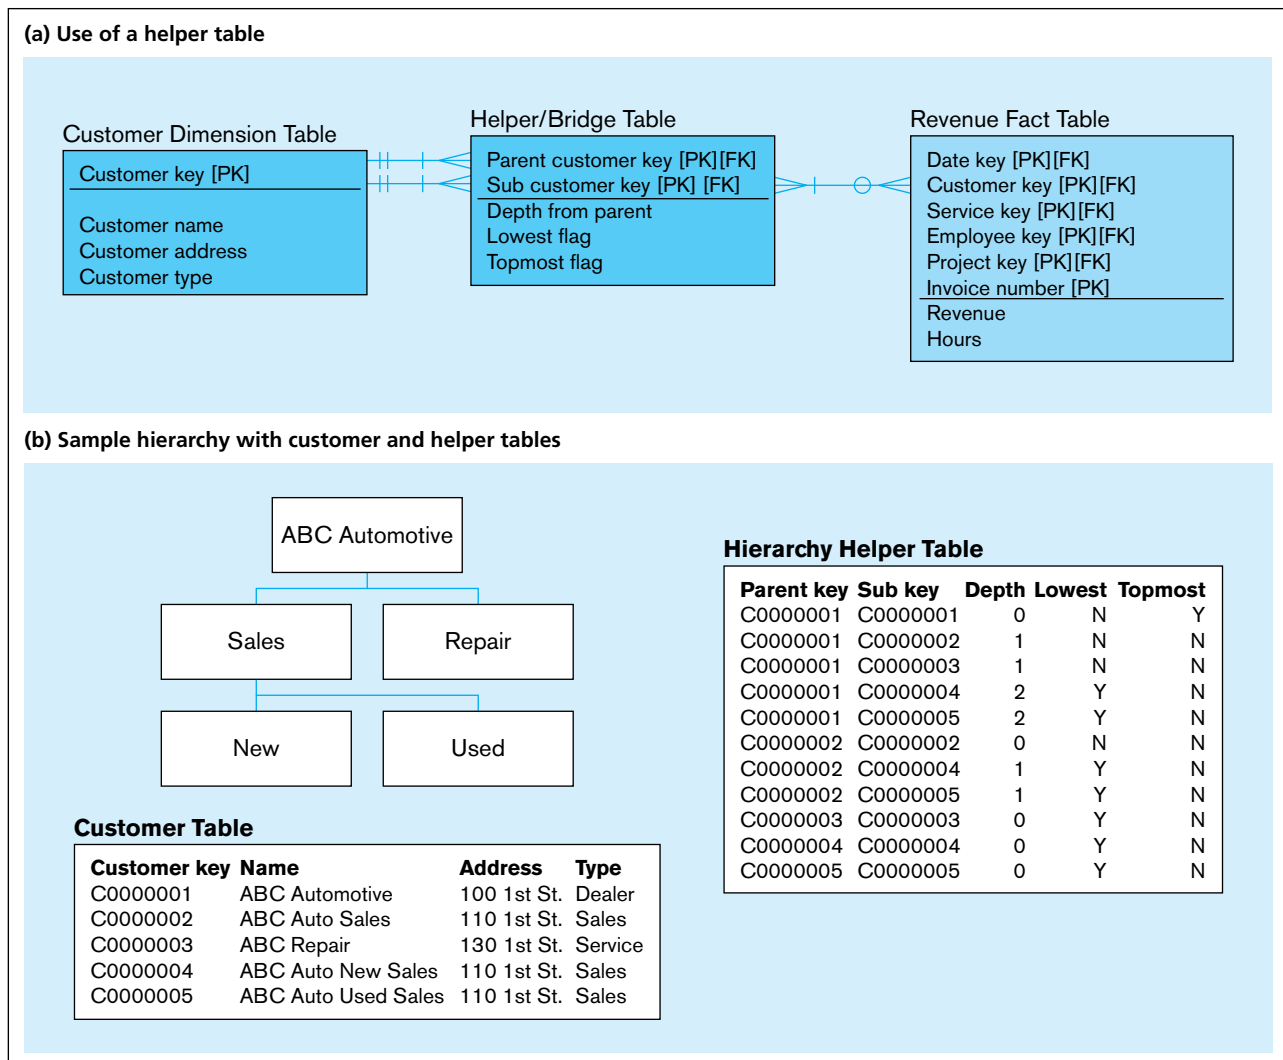 (a) Use of a helper table
Customer Dimension Table
Customer key [PK]
Customer name
Customer address
Customer type
Helper/Bridge Table
Parent customer key [PK][FK]
Sub customer key [PK] [FK]
Depth from parent
Lowest flag
Topmost flag
Revenue Fact Table
Date key [PK][FK]
Customer key [PK][FK]
Service key [PK][FK]
Employee key [PK][FK]
Project key [PK][FK]
Invoice number [PK]
Revenue
Hours
(b) Sample hierarchy with customer and helper tables
ABC Automotive
Sales
Repair
New
Used
Customer Table
Customer key Name Address Type
C0000001 ABC Automotive 100 1st St. Dealer
C0000002 ABC Auto Sales 110 1st St. Sales
C0000003 ABC Repair 130 1st St. Service
C0000004 ABC Auto New Sales 110 1st St. Sales
C0000005 ABC Auto Used Sales 110 1st St. Sales
Hierarchy Helper Table
Parent key Sub key Depth Lowest Topmost
C0000001 C0000001 0 N Y
C0000001 C0000002 1 N N
C0000001 C0000003 1 N N
C0000001 C0000004 2 Y N
C0000001 C0000005 2 Y N
C0000002 C0000002 0 N N
C0000002 C0000004 1 Y N
C0000002 C0000005 1 Y N
C0000003 C0000003 0 Y N
C0000004 C0000004 0 Y N
C0000005 C0000005 0 Y N